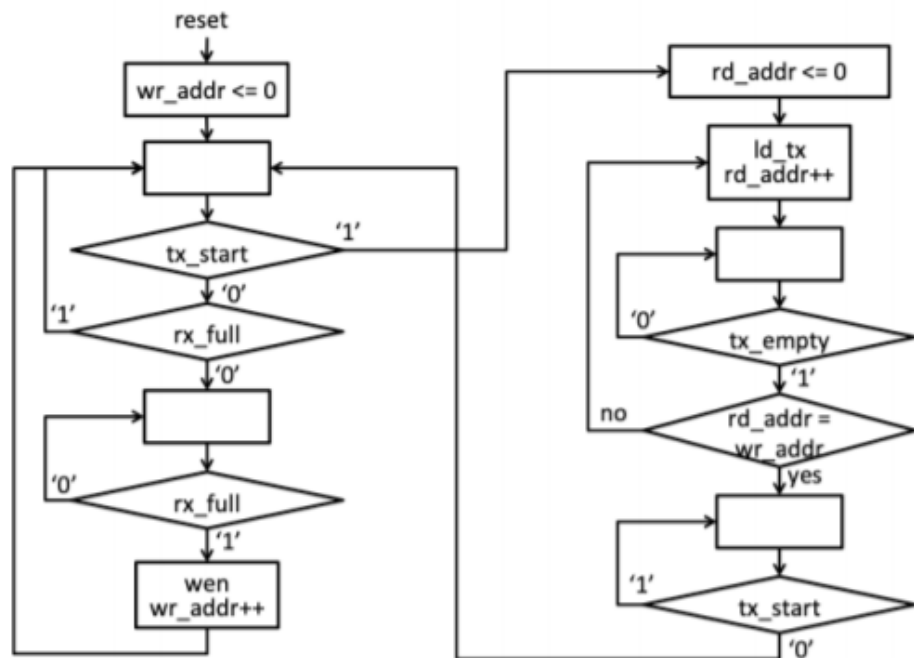 reset
wr_addr <= 0
tx_start
'1'
'0'
rx_full
'1'
'0'
rx_full
'0'
'1'
wen
wr_addr++
rd_addr <= 0
ld_tx
rd_addr++
tx_empty
'0'
'1'
rd_addr =
wr_addr
no
yes
tx_start
'1'
'0'